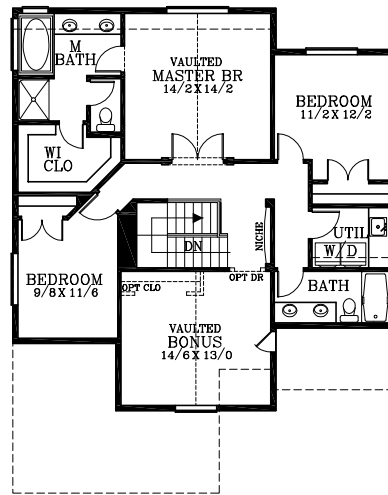 M
BATH
VAULTED
MASTER BR
14/2 X 14/2
BEDROOM
11/2 X 12/2
WI
CLO
UTIL
W/D
NICHE
DN
BEDROOM
9/8 X 11/6
OPT CLO
OPT DR
BATH
VAULTED
BONUS
14/6 X 13/0